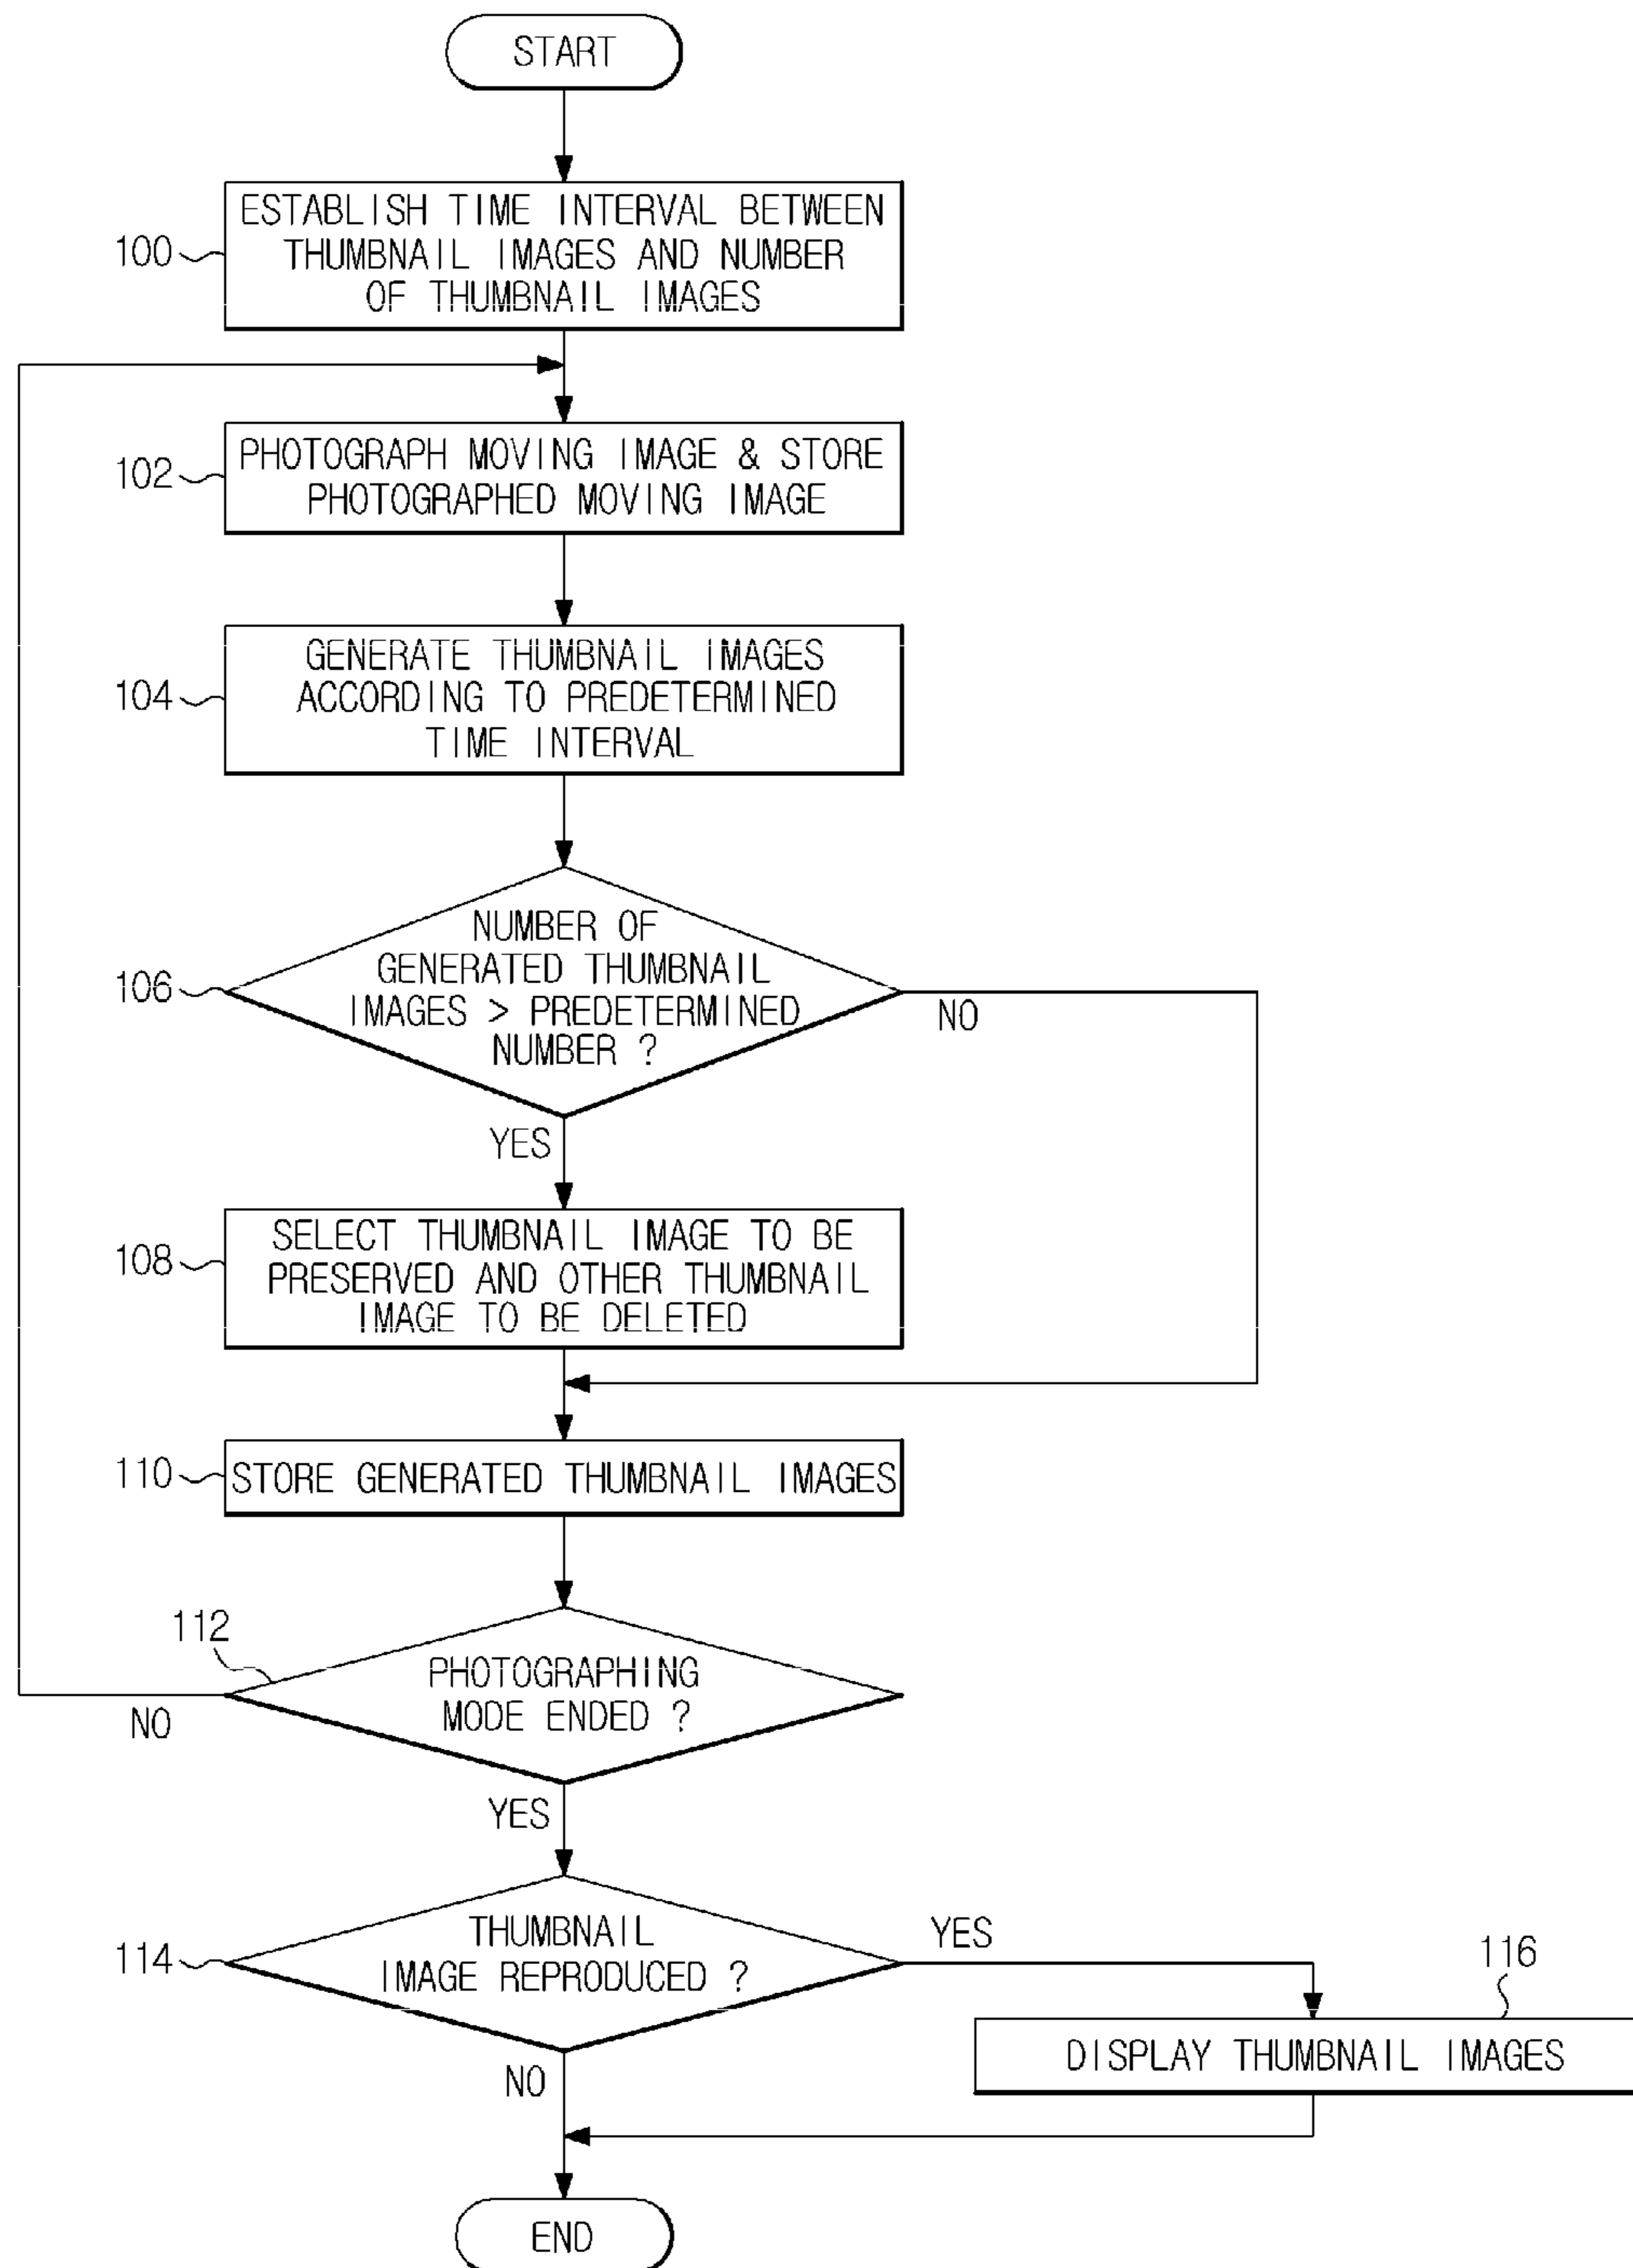 START
100
ESTABLISH TIME INTERVAL BETWEEN
THUMBNAIL IMAGES AND NUMBER
OF THUMBNAIL IMAGES
102
PHOTOGRAPH MOVING IMAGE & STORE
PHOTOGRAPHED MOVING IMAGE
104
GENERATE THUMBNAIL IMAGES
ACCORDING TO PREDETERMINED
TIME INTERVAL
106
NUMBER OF
GENERATED THUMBNAIL
IMAGES > PREDETERMINED
NUMBER ?
NO
YES
108
SELECT THUMBNAIL IMAGE TO BE
PRESERVED AND OTHER THUMBNAIL
IMAGE TO BE DELETED
110
STORE GENERATED THUMBNAIL IMAGES
112
PHOTOGRAPHING
MODE ENDED ?
NO
YES
114
THUMBNAIL
IMAGE REPRODUCED ?
YES
116
DISPLAY THUMBNAIL IMAGES
NO
END